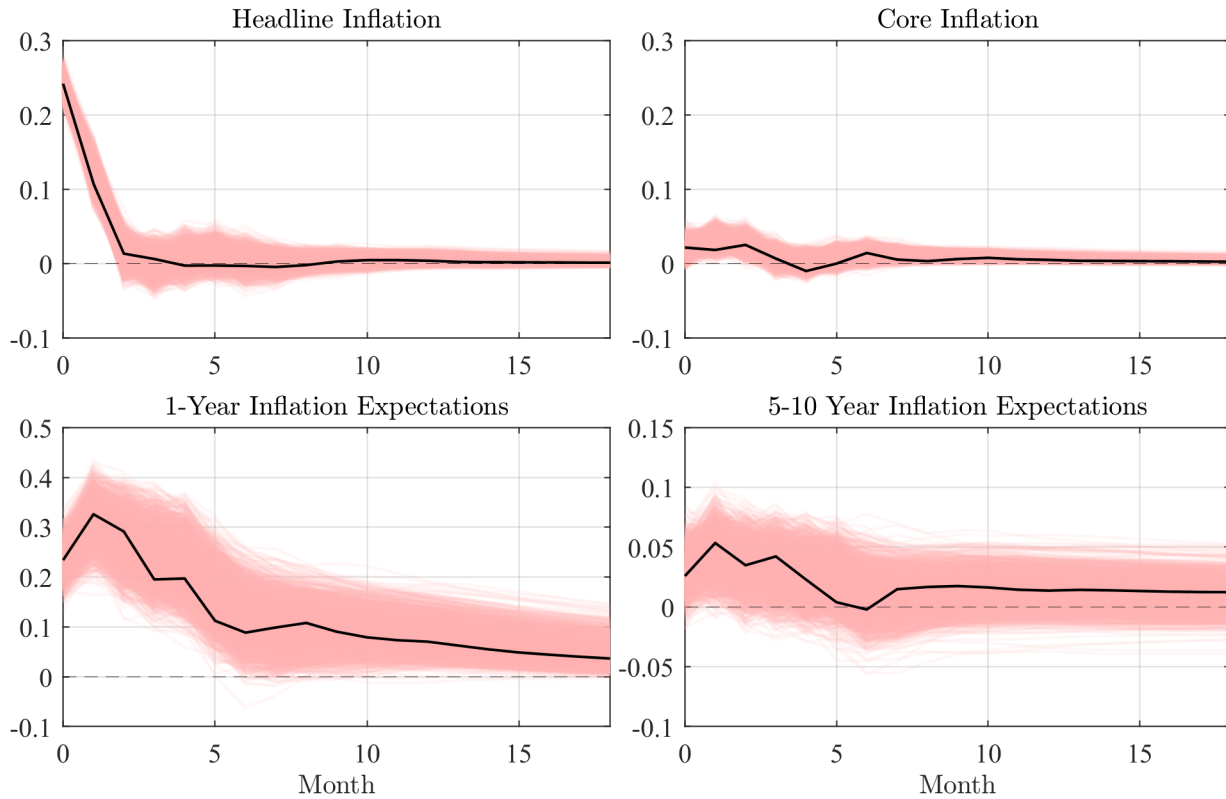 Headline Inflation
0.3
0.2
0.1
0
-0.1
0 5 10 15
Core Inflation
0.3
0.2
0.1
0
-0.1
0 5 10 15
1-Year Inflation Expectations
0.5
0.4
0.3
0.2
0.1
0
-0.1
0 5 10 15
Month
5-10 Year Inflation Expectations
0.15
0.1
0.05
0
-0.05
-0.1
0 5 10 15
Month